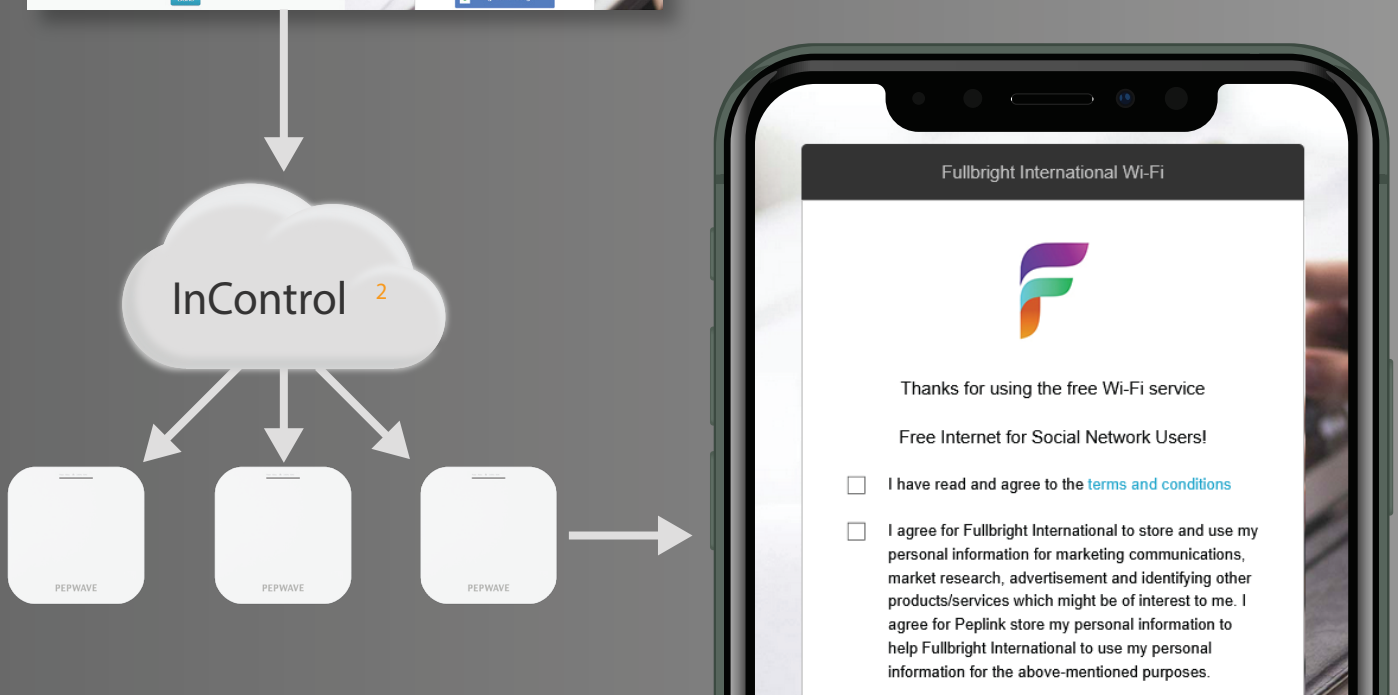 InControl 2
PEPWAVE
PEPWAVE
PEPWAVE
Fullbright International Wi-Fi
Thanks for using the free Wi-Fi service
Free Internet for Social Network Users!
I have read and agree to the terms and conditions
I agree for Fullbright International to store and use my
personal information for marketing communications,
market research, advertisement and identifying other
products/services which might be of interest to me. I
agree for Peplink store my personal information to
help Fullbright International to use my personal
information for the above-mentioned purposes.